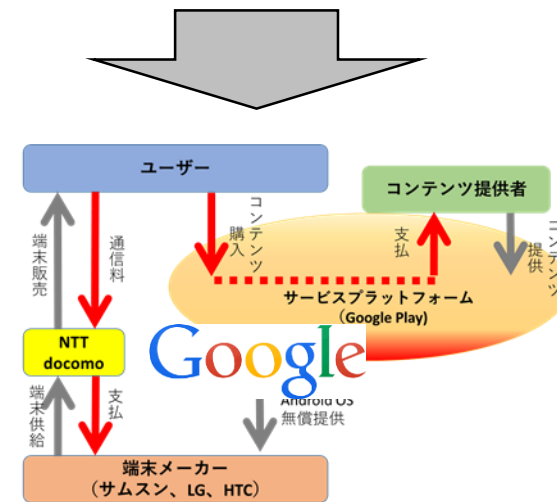 ユーザー
コンテンツ提供者
端末販売
通信料
コンテンツ
購入
支払
コンテンツ
提供
サービスプラットフォーム
（Google Play）
NTT
docomo
Google
端末供給
支払
Android OS
無償提供
端末メーカー
（サムスン、LG、HTC）